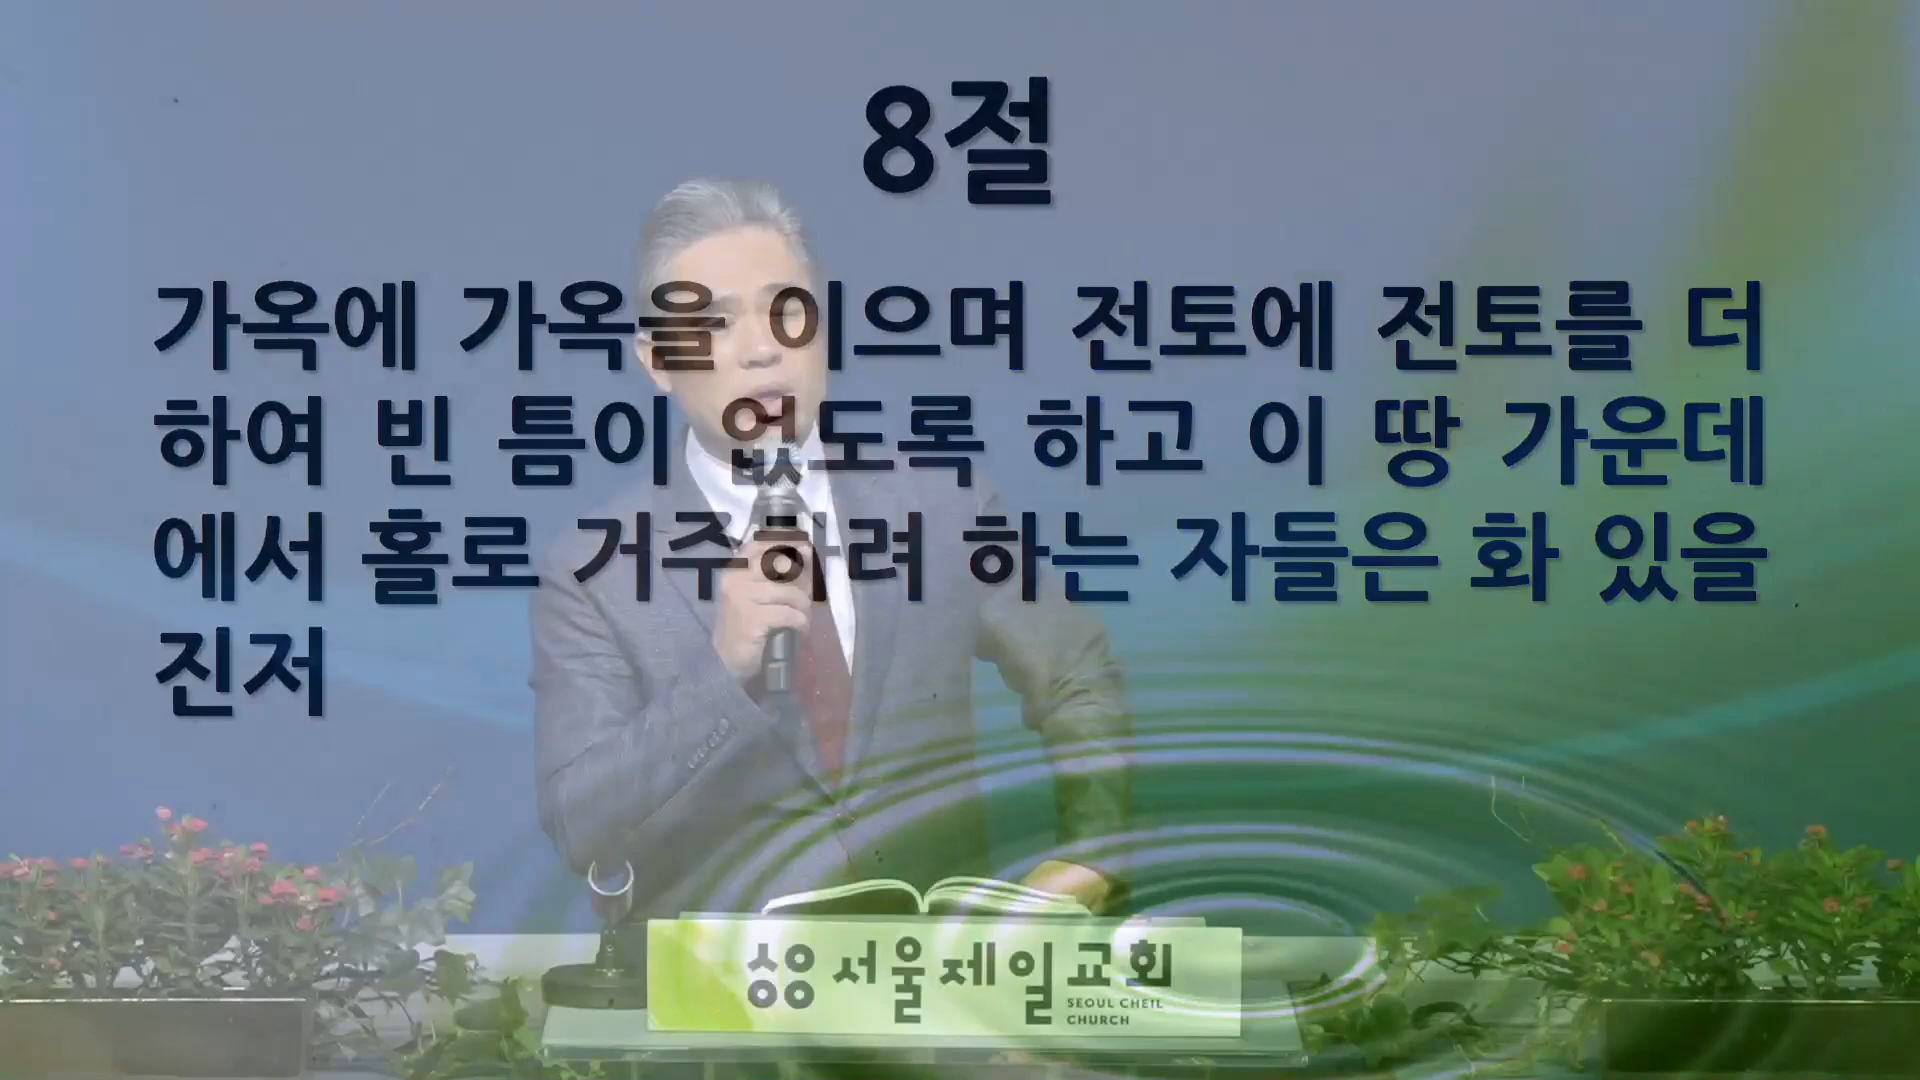 8절
가옥에 가옥을 이으며 전토에 전토를 더
하여 빈 틈이 없도록 하고 이 땅 가운데
에서 홀로 거주하려 하는 자들은 화 있을
진저
서울제일교회
SEOUL CHEIL
CHURCH